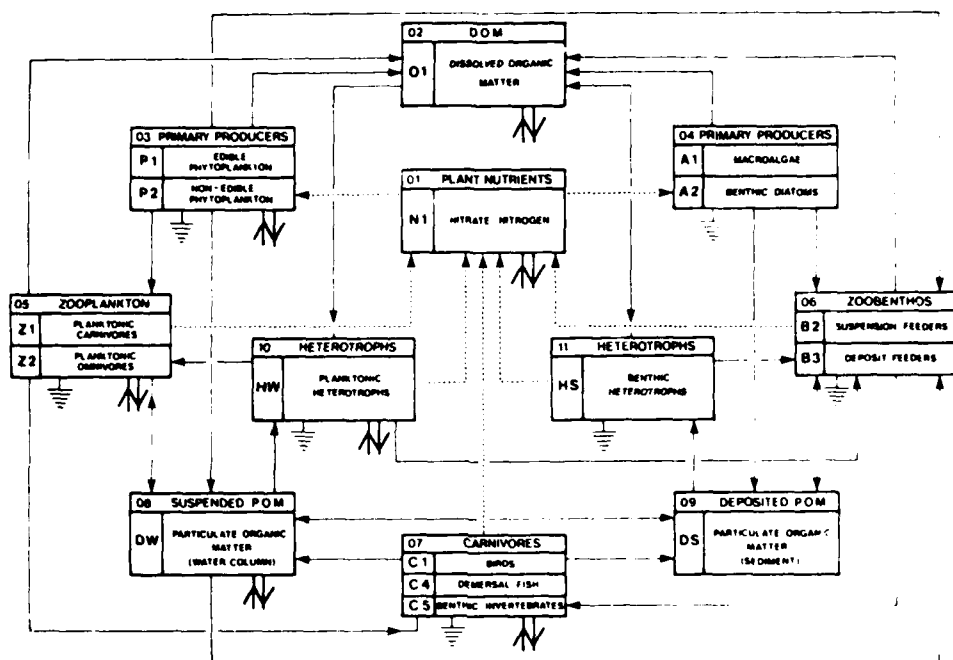 02 DOM
O1 DISSOLVED ORGANIC
MATTER
03 PRIMARY PRODUCERS
P1 EDIBLE
PHYTOPLANKTON
P2 NON-EDIBLE
PHYTOPLANKTON
04 PRIMARY PRODUCERS
A1 MACROALGAE
A2 BENTHIC DIATOMS
01 PLANT NUTRIENTS
N1 NITRATE NITROGEN
05 ZOOPLANKTON
Z1 PLANKTONIC
CARNIVORES
Z2 PLANKTONIC
OMNIVORES
06 ZOOBENTHOS
B2 SUSPENSION FEEDERS
B3 DEPOSIT FEEDERS
10 HETEROTROPHS
HW PLANKTONIC
HETEROTROPHS
11 HETEROTROPHS
HS BENTHIC
HETEROTROPHS
08 SUSPENDED POM
DW PARTICULATE ORGANIC
MATTER
(WATER COLUMN)
09 DEPOSITED POM
DS PARTICULATE ORGANIC
MATTER
(SEDIMENT)
07 CARNIVORES
C1 BIRDS
C4 DEMERSAL FISH
C5 BENTHIC INVERTEBRATES